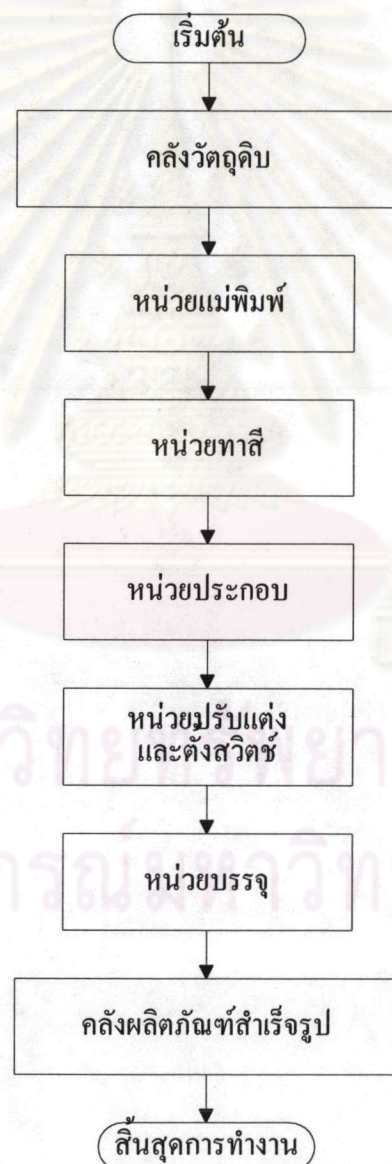 เริ่มต้น
คลังวัตถุดิบ
หน่วยแม่พิมพ์
หน่วยทาสี
หน่วยประกอบ
หน่วยปรับแต่ง
และตั้งสวิตช์
หน่วยบรรจุ
คลังผลิตภัณฑ์สำเร็จรูป
สิ้นสุดการทำงาน